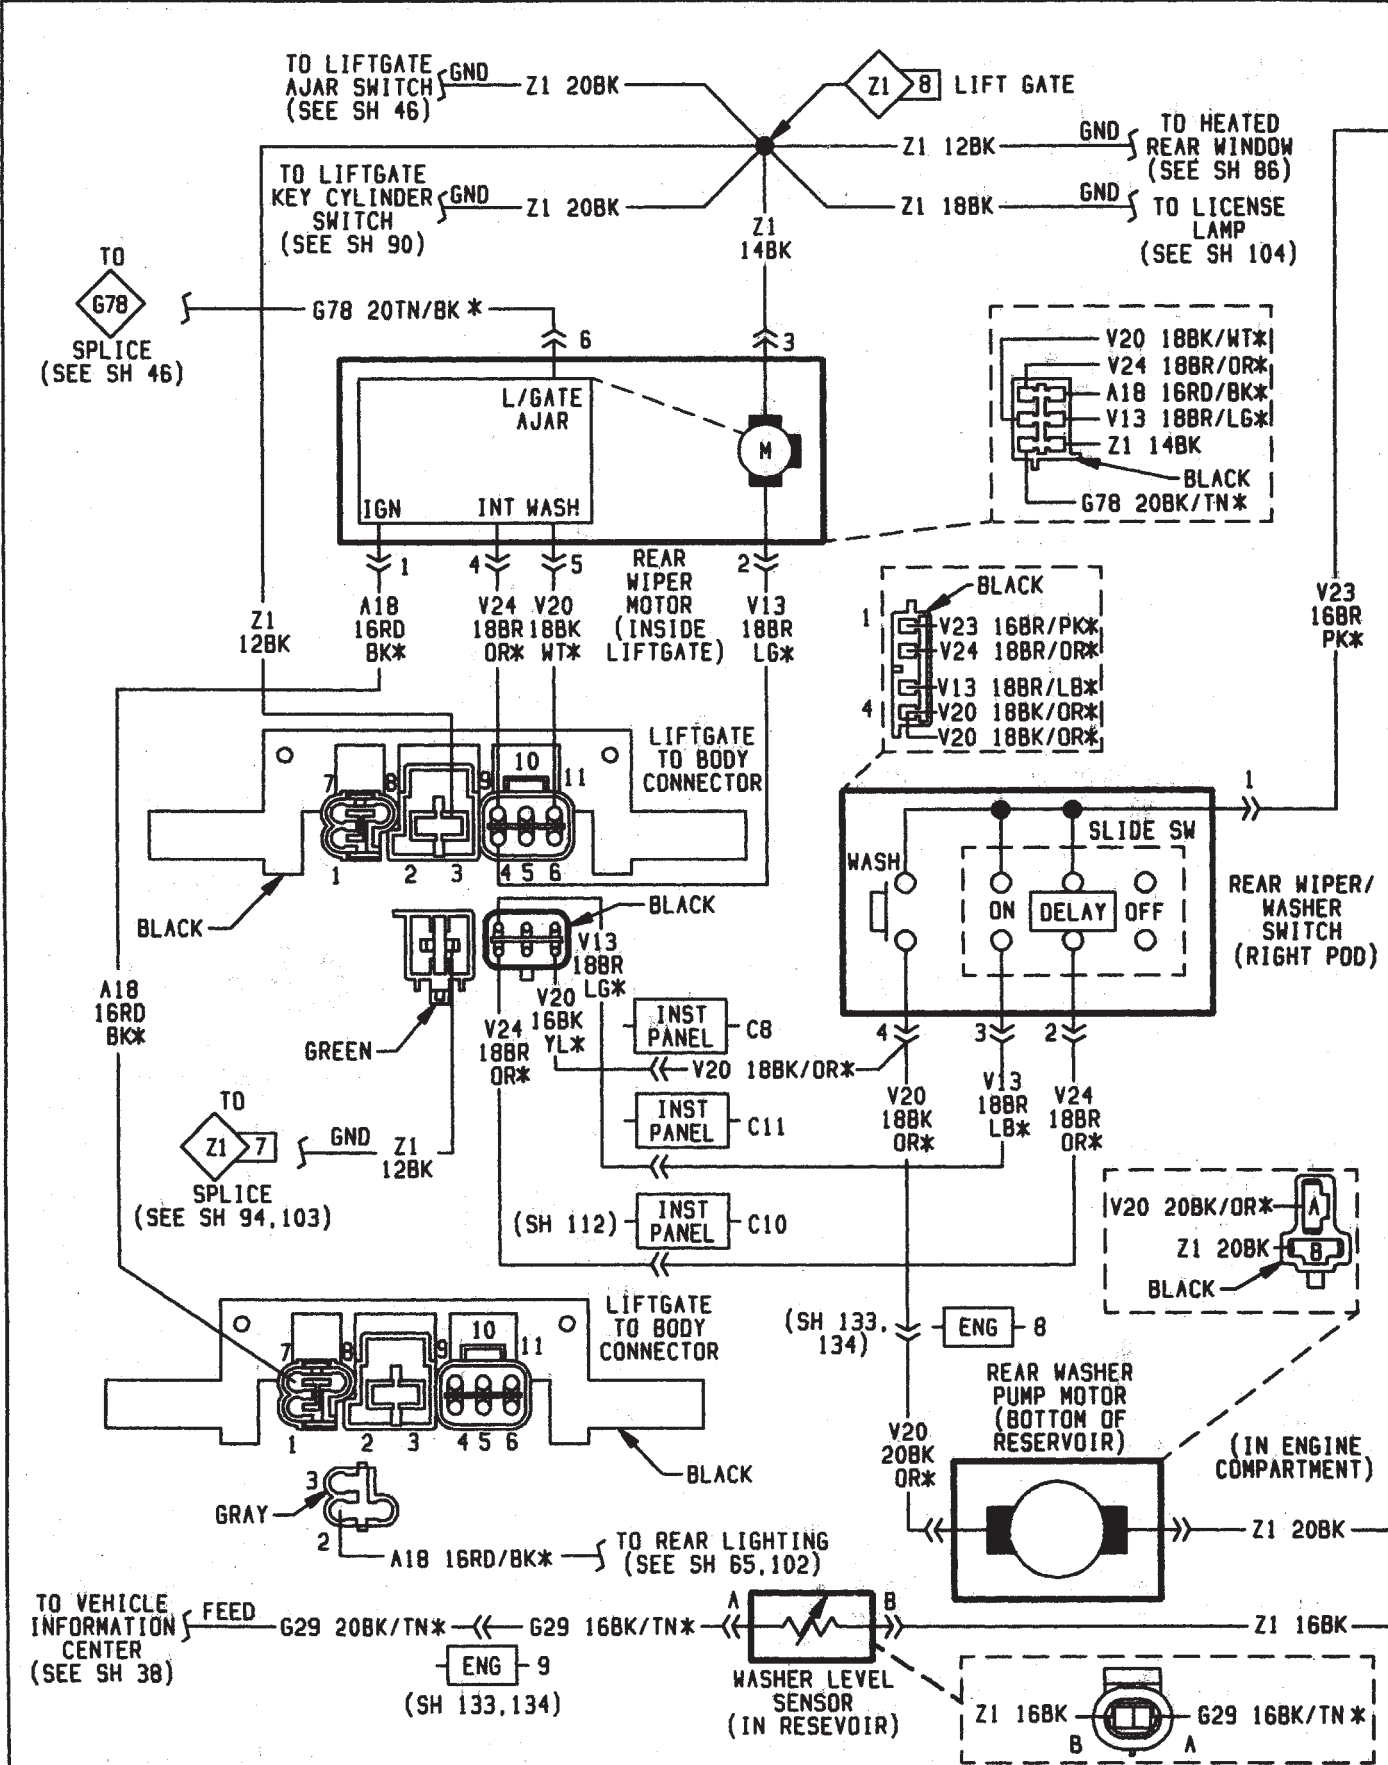 TO LIFTGATE
AJAR SWITCH
(SEE SH 46)
GND
Z1 20BK
Z1
8
LIFT GATE
Z1 12BK
GND
TO HEATED
REAR WINDOW
(SEE SH 86)
TO LIFTGATE
KEY CYLINDER
SWITCH
(SEE SH 90)
GND
Z1 20BK
Z1 18BK
GND
TO LICENSE
LAMP
(SEE SH 104)
Z1
14BK
TO
G78
SPLICE
(SEE SH 46)
G78 20TN/BK *
6
3
L/GATE
AJAR
M
IGN
INT
WASH
V20 18BK/WT*
V24 18BR/OR*
A18 16RD/BK*
V13 18BR/LG*
Z1 14BK
BLACK
G78 20BK/TN*
1
4
5
2
REAR
WIPER
MOTOR
(INSIDE
LIFTGATE)
Z1
12BK
A18
16RD
BK*
V24
18BR
OR*
V20
18BK
WT*
V13
18BR
LG*
BLACK
1
V23 16BR/PK*
V24 18BR/OR*
V13 18BR/LB*
4
V20 18BK/OR*
V20 18BK/OR*
V23
16BR
PK*
LIFTGATE
TO BODY
CONNECTOR
7
8
9
10
11
1
2
3
4
5
6
BLACK
BLACK
1
SLIDE SW
WASH
ON
DELAY
OFF
REAR WIPER/
WASHER
SWITCH
(RIGHT POD)
4
3
2
A18
16RD
BK*
GREEN
V13
18BR
LG*
V20
16BK
YL*
V24
18BR
OR*
INST
PANEL
C8
V20 18BK/OR*
INST
PANEL
C11
V20
18BK
OR*
V13
18BR
LB*
V24
18BR
OR*
TO
Z1
7
GND
Z1
12BK
SPLICE
(SEE SH 94,103)
(SH 112)
INST
PANEL
C10
V20 20BK/OR*
A
Z1 20BK
B
BLACK
LIFTGATE
TO BODY
CONNECTOR
7
8
9
10
11
1
2
3
4
5
6
BLACK
(SH 133,
134)
ENG
8
REAR WASHER
PUMP MOTOR
(BOTTOM OF
RESERVOIR)
V20
20BK
OR*
(IN ENGINE
COMPARTMENT)
Z1 20BK
3
GRAY
2
A18 16RD/BK*
TO REAR LIGHTING
(SEE SH 65,102)
TO VEHICLE
INFORMATION
CENTER
(SEE SH 38)
FEED
G29 20BK/TN*
G29 16BK/TN*
A
B
Z1 16BK
ENG
9
(SH 133,134)
WASHER LEVEL
SENSOR
(IN RESEVOIR)
Z1 16BK
G29 16BK/TN *
B
A